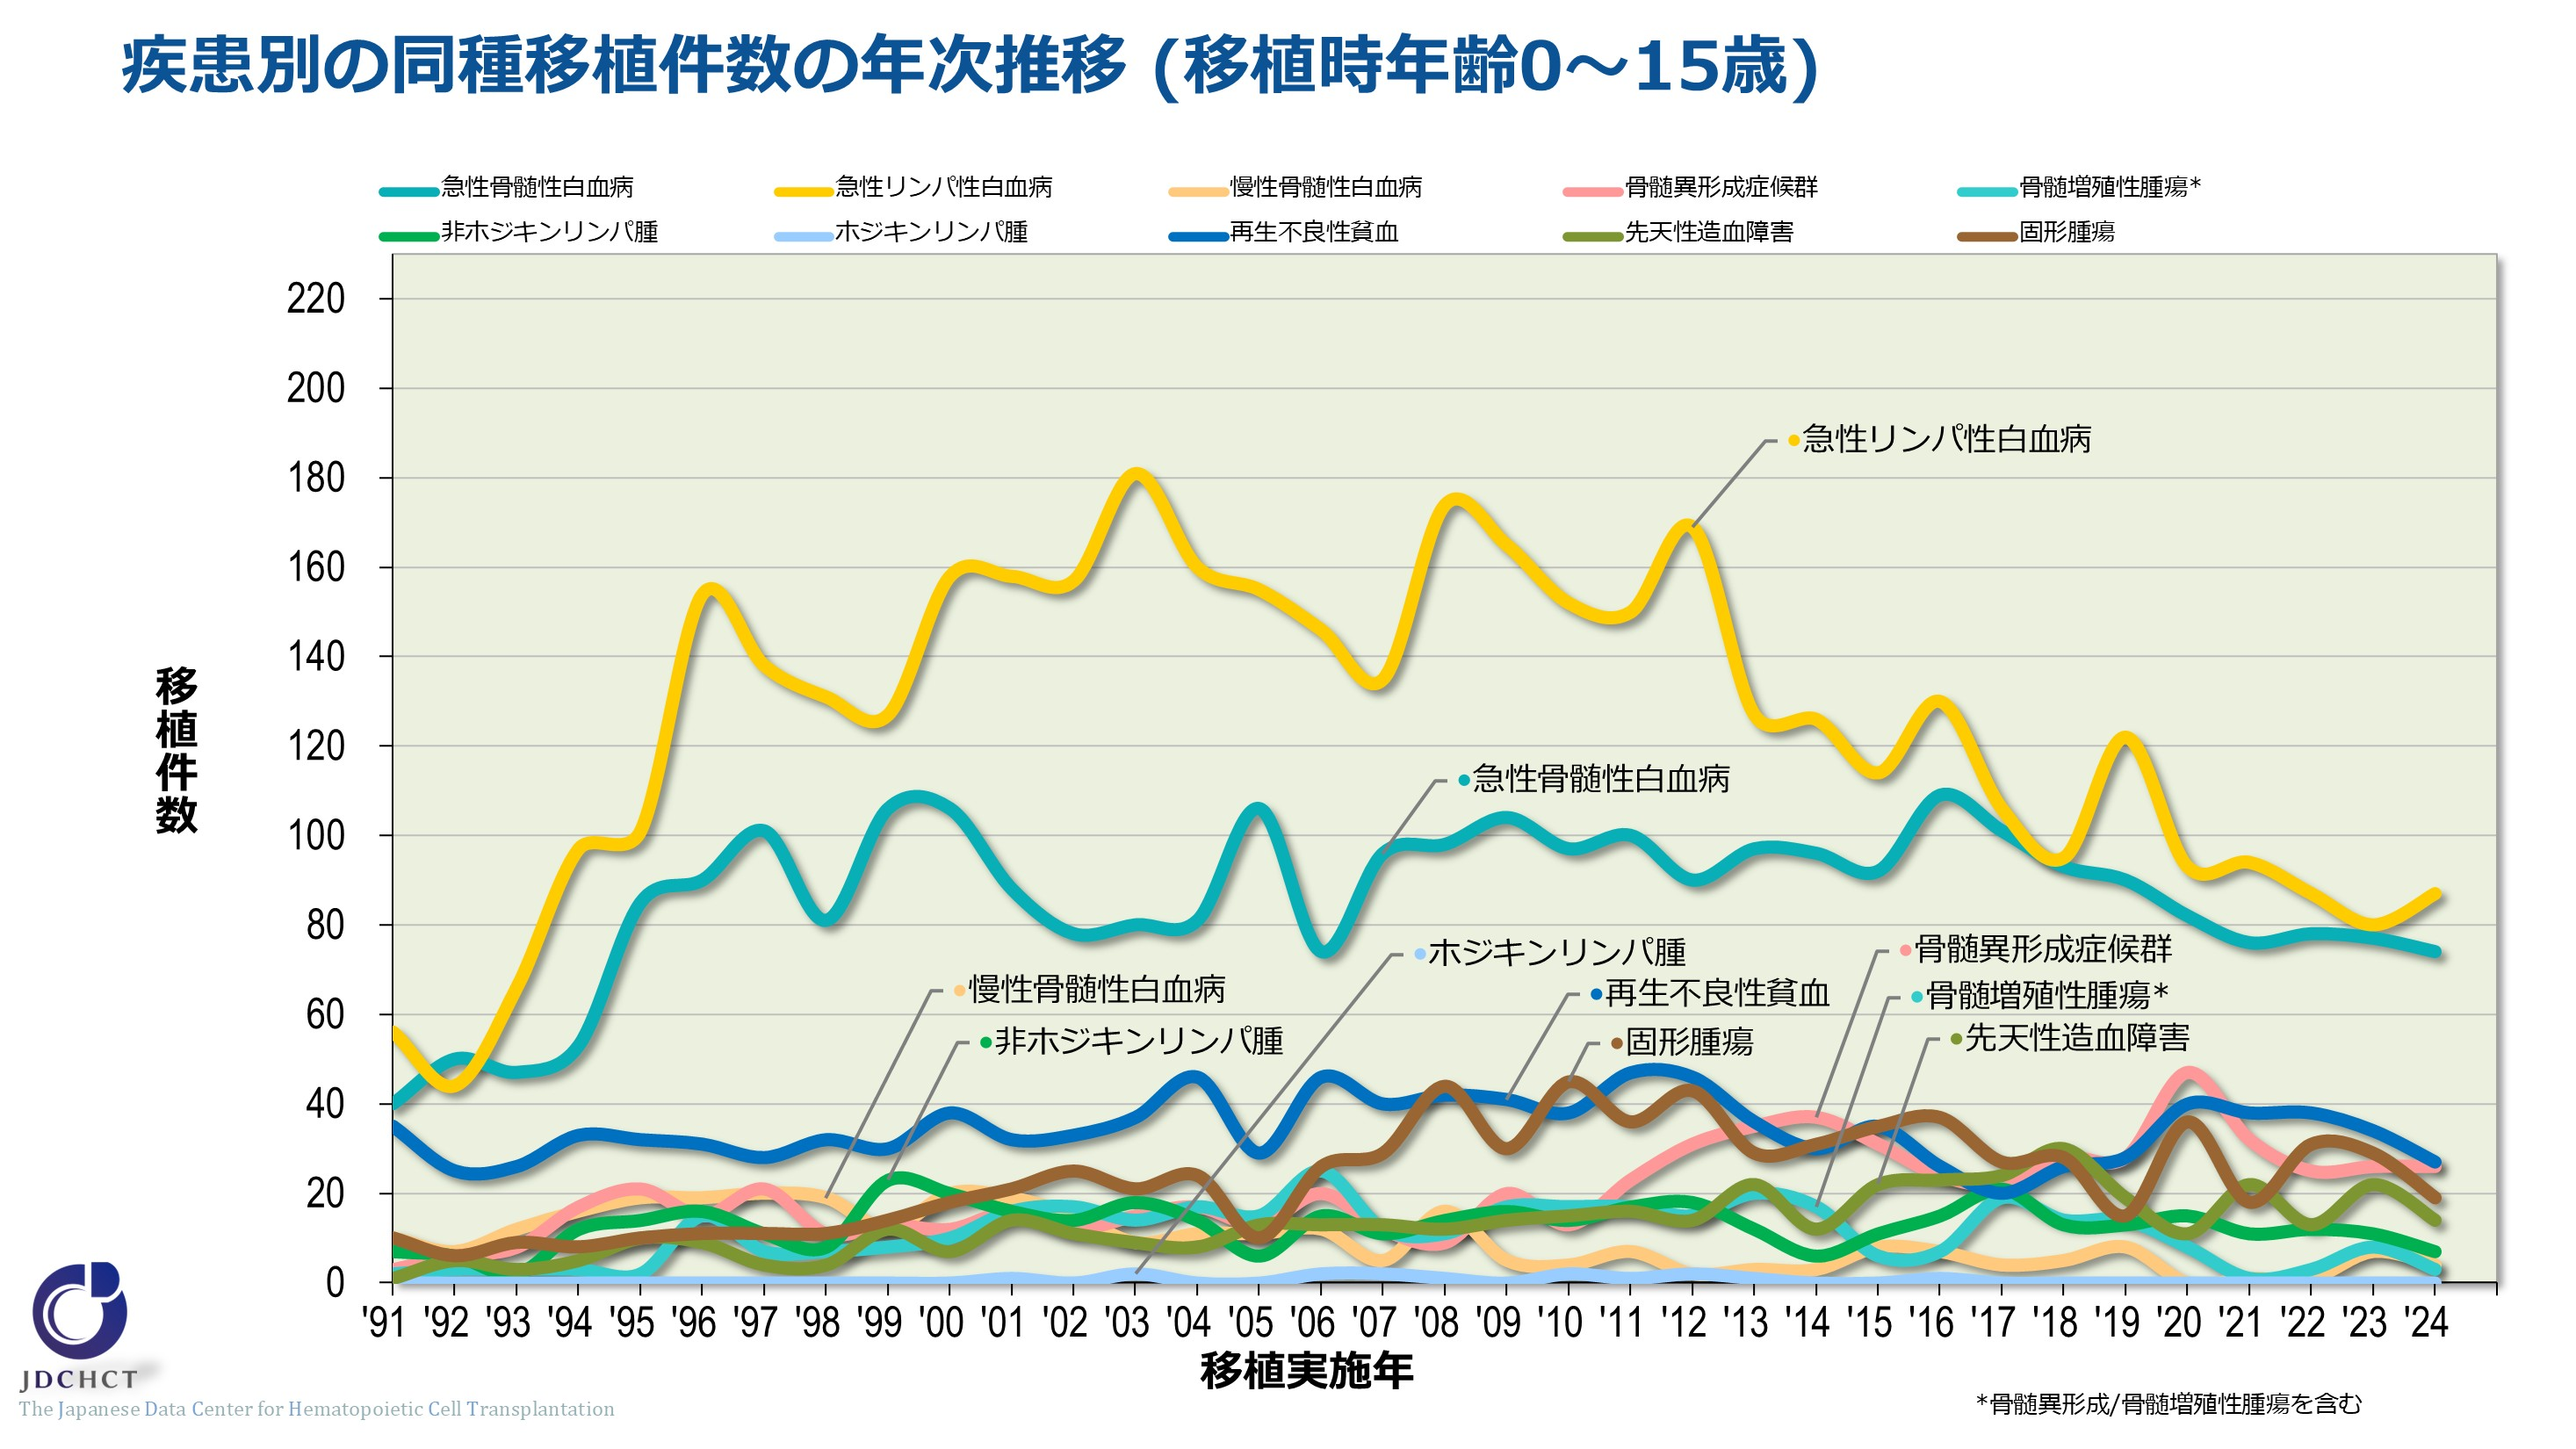 疾患別の同種移植件数の年次推移 (移植時年齢0～15歳)
急性骨髄性白血病 急性リンパ性白血病 慢性骨髄性白血病 骨髄異形成症候群 骨髄増殖性腫瘍*
非ホジキンリンパ腫 ホジキンリンパ腫 再生不良性貧血 先天性造血障害 固形腫瘍
220
200
180
160
140
120
100
80
60
40
20
0
移植件数
急性リンパ性白血病
急性骨髄性白血病
ホジキンリンパ腫
骨髄異形成症候群
慢性骨髄性白血病
再生不良性貧血
骨髄増殖性腫瘍*
非ホジキンリンパ腫
固形腫瘍
先天性造血障害
'91 '92 '93 '94 '95 '96 '97 '98 '99 '00 '01 '02 '03 '04 '05 '06 '07 '08 '09 '10 '11 '12 '13 '14 '15 '16 '17 '18 '19 '20 '21 '22 '23 '24
移植実施年
JDCHCT
The Japanese Data Center for Hematopoietic Cell Transplantation
*骨髄異形成/骨髄増殖性腫瘍を含む